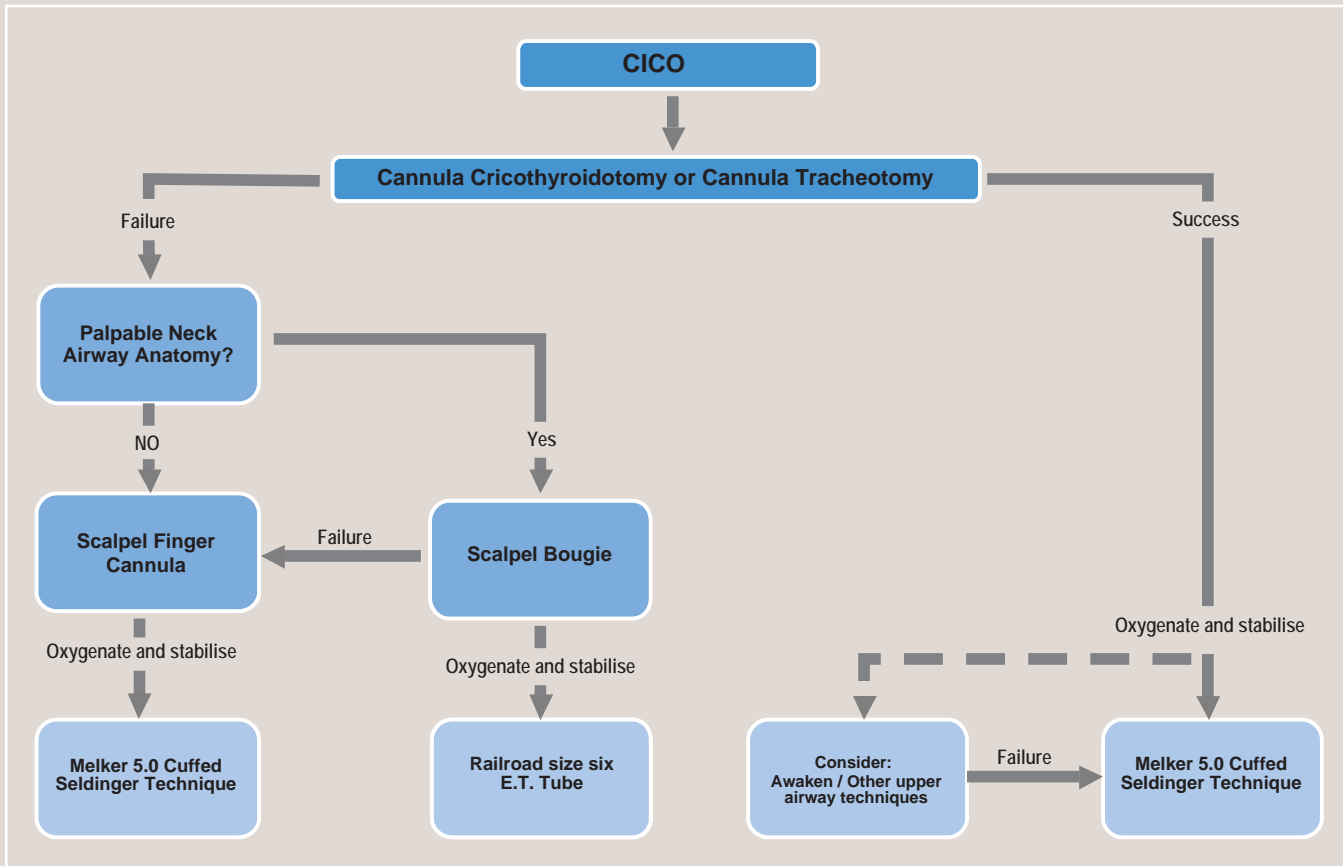 CICO
Cannula Cricothyroidotomy or Cannula Tracheotomy
Failure
Success
Palpable Neck
Airway Anatomy?
NO
Yes
Scalpel Finger
Cannula
Failure
Scalpel Bougie
Oxygenate and stabilise
Oxygenate and stabilise
Oxygenate and stabilise
Melker 5.0 Cuffed
Seldinger Technique
Railroad size six
E.T. Tube
Consider:
Awaken / Other upper
airway techniques
Failure
Melker 5.0 Cuffed
Seldinger Technique